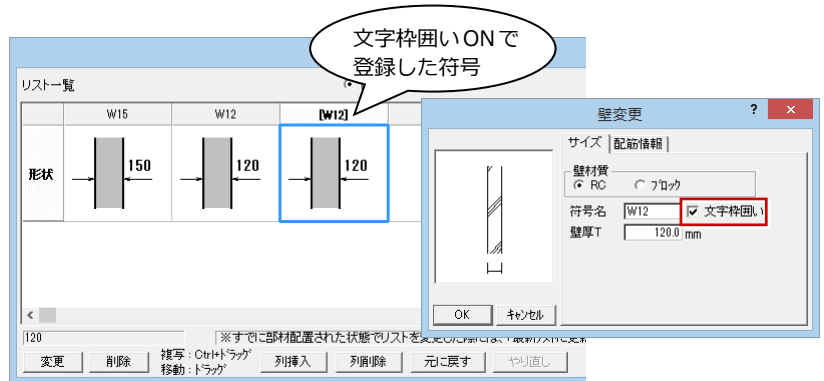 文字枠囲いONで
登録した符号
リスト一覧
W15
W12
[W12]
形状
150
120
120
<
120
※すでに部材配置された状態でリストを
変更
削除
複写：Ctrl+ﾄﾞﾗｯｸﾞ
移動：ﾄﾞﾗｯｸﾞ
列挿入
列削除
元に戻す
やり直し
壁変更
?
×
サイズ
配筋情報
壁材質
RC
ﾌﾞﾛｯｸ
符号名
W12
文字枠囲い
壁厚T
120.0
mm
OK
ｷｬﾝｾﾙ